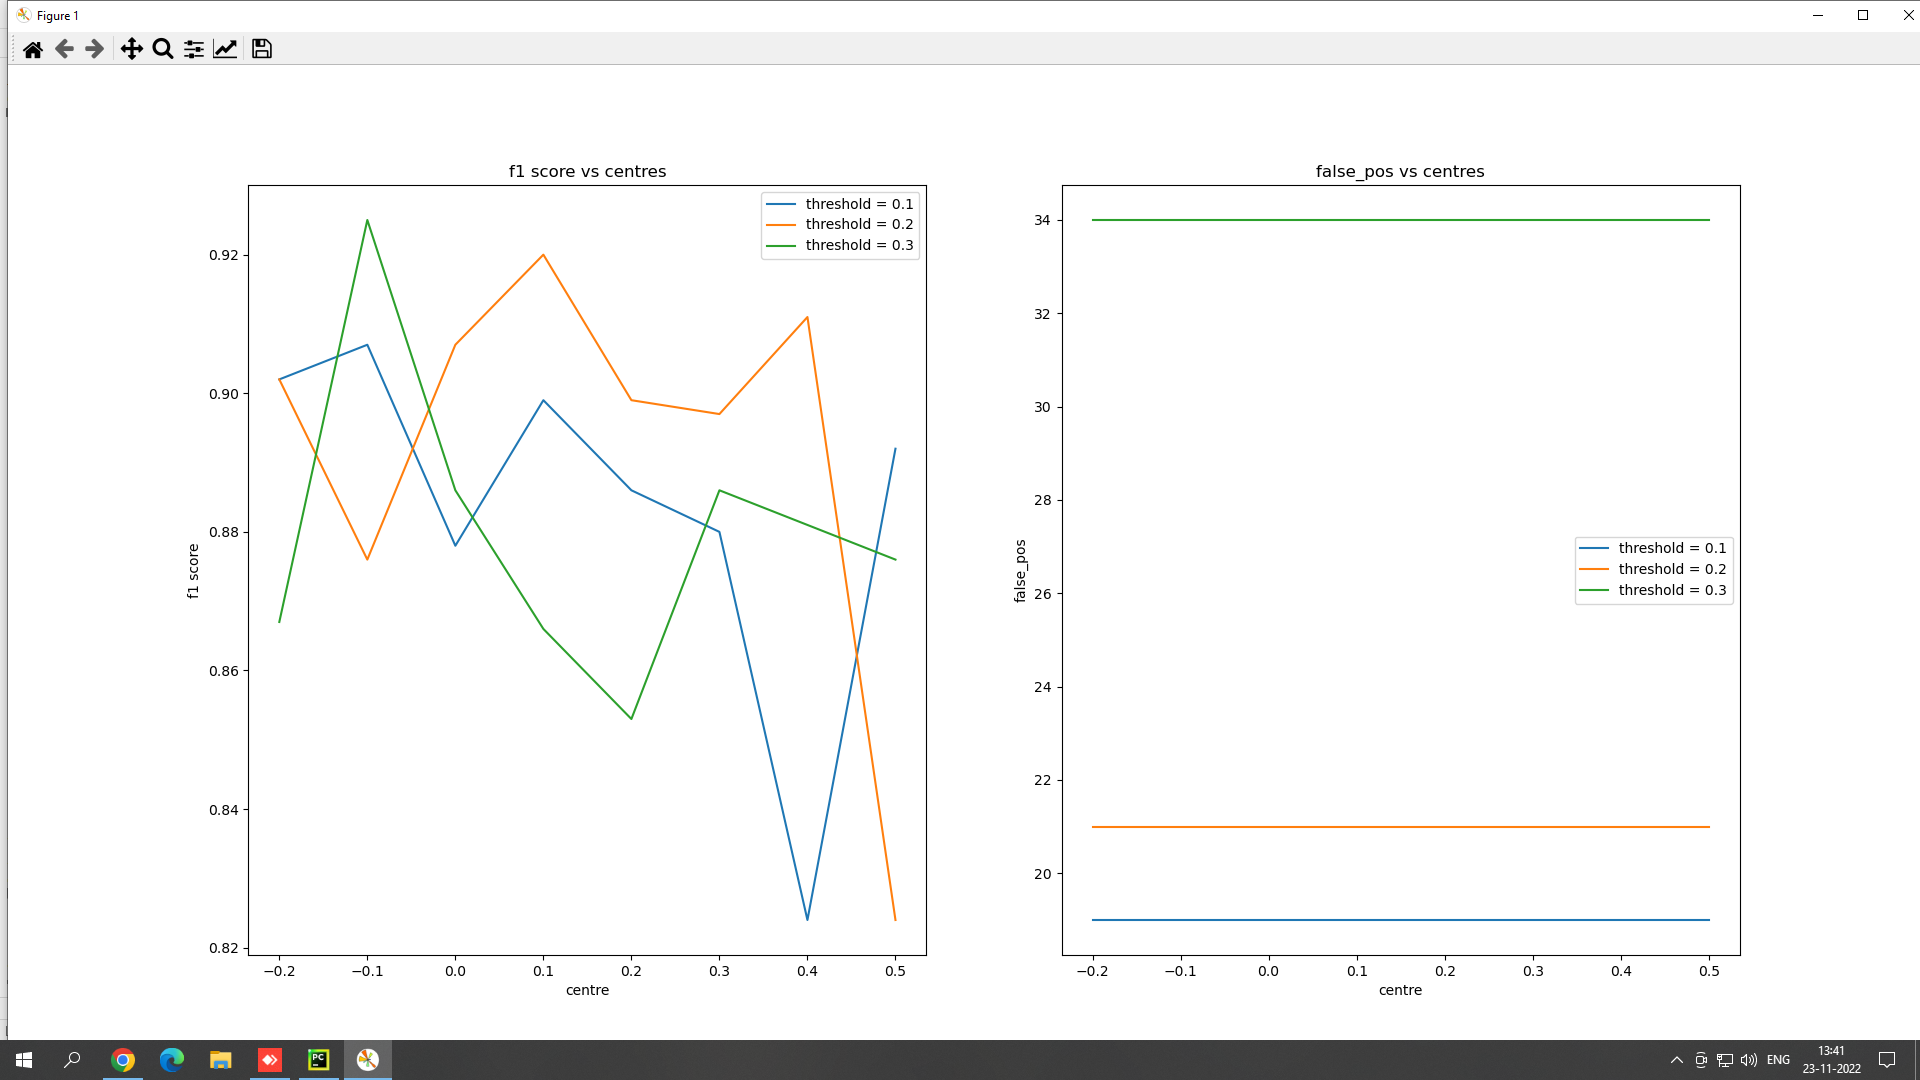 Figure 1
f1 score vs centres
threshold = 0.1
threshold = 0.2
threshold = 0.3
0.92
0.90
0.88
0.86
0.84
0.82
f1 score
−0.2 −0.1 0.0 0.1 0.2 0.3 0.4 0.5
centre
false_pos vs centres
34
32
30
28
26
24
22
20
false_pos
threshold = 0.1
threshold = 0.2
threshold = 0.3
−0.2 −0.1 0.0 0.1 0.2 0.3 0.4 0.5
centre
PC
ENG
13:41
23-11-2022